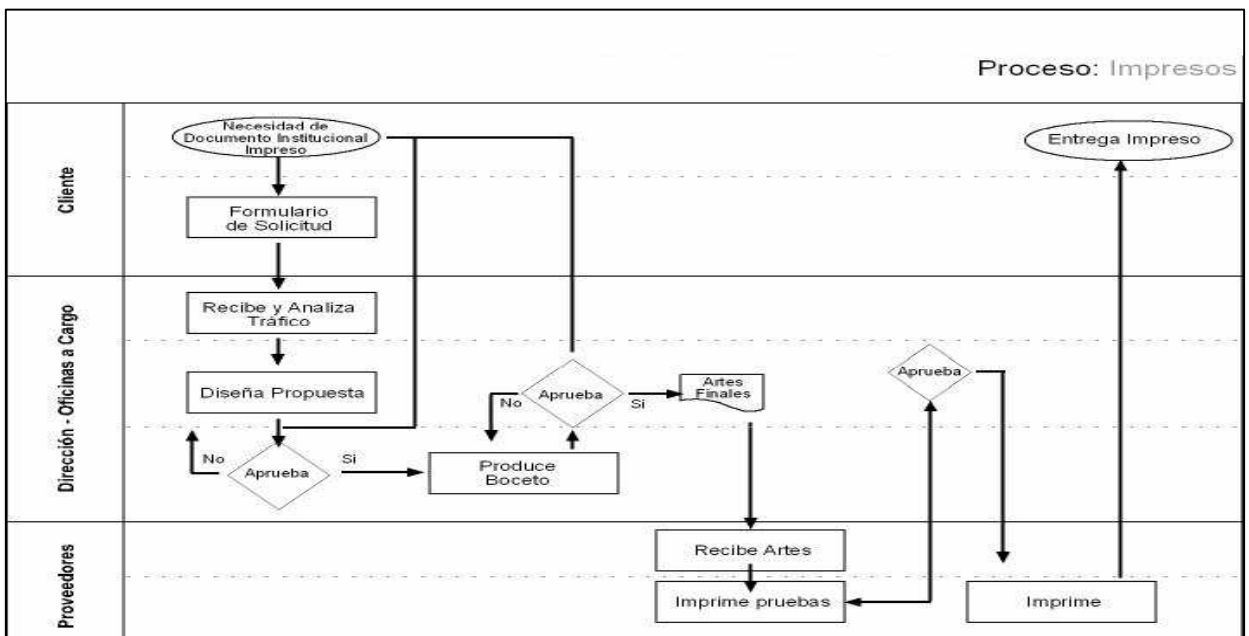 Proceso: Impresos
Cliente
Necesidad de
Documento Institucional
Impreso
Entrega Impreso
Formulario
de Solicitud
Dirección - Oficinas a Cargo
Recibe y Analiza
Tráfico
Diseña Propuesta
Aprueba
No
Si
Produce
Boceto
Aprueba
No
Si
Artes
Finales
Aprueba
Proveedores
Recibe Artes
Imprime pruebas
Imprime